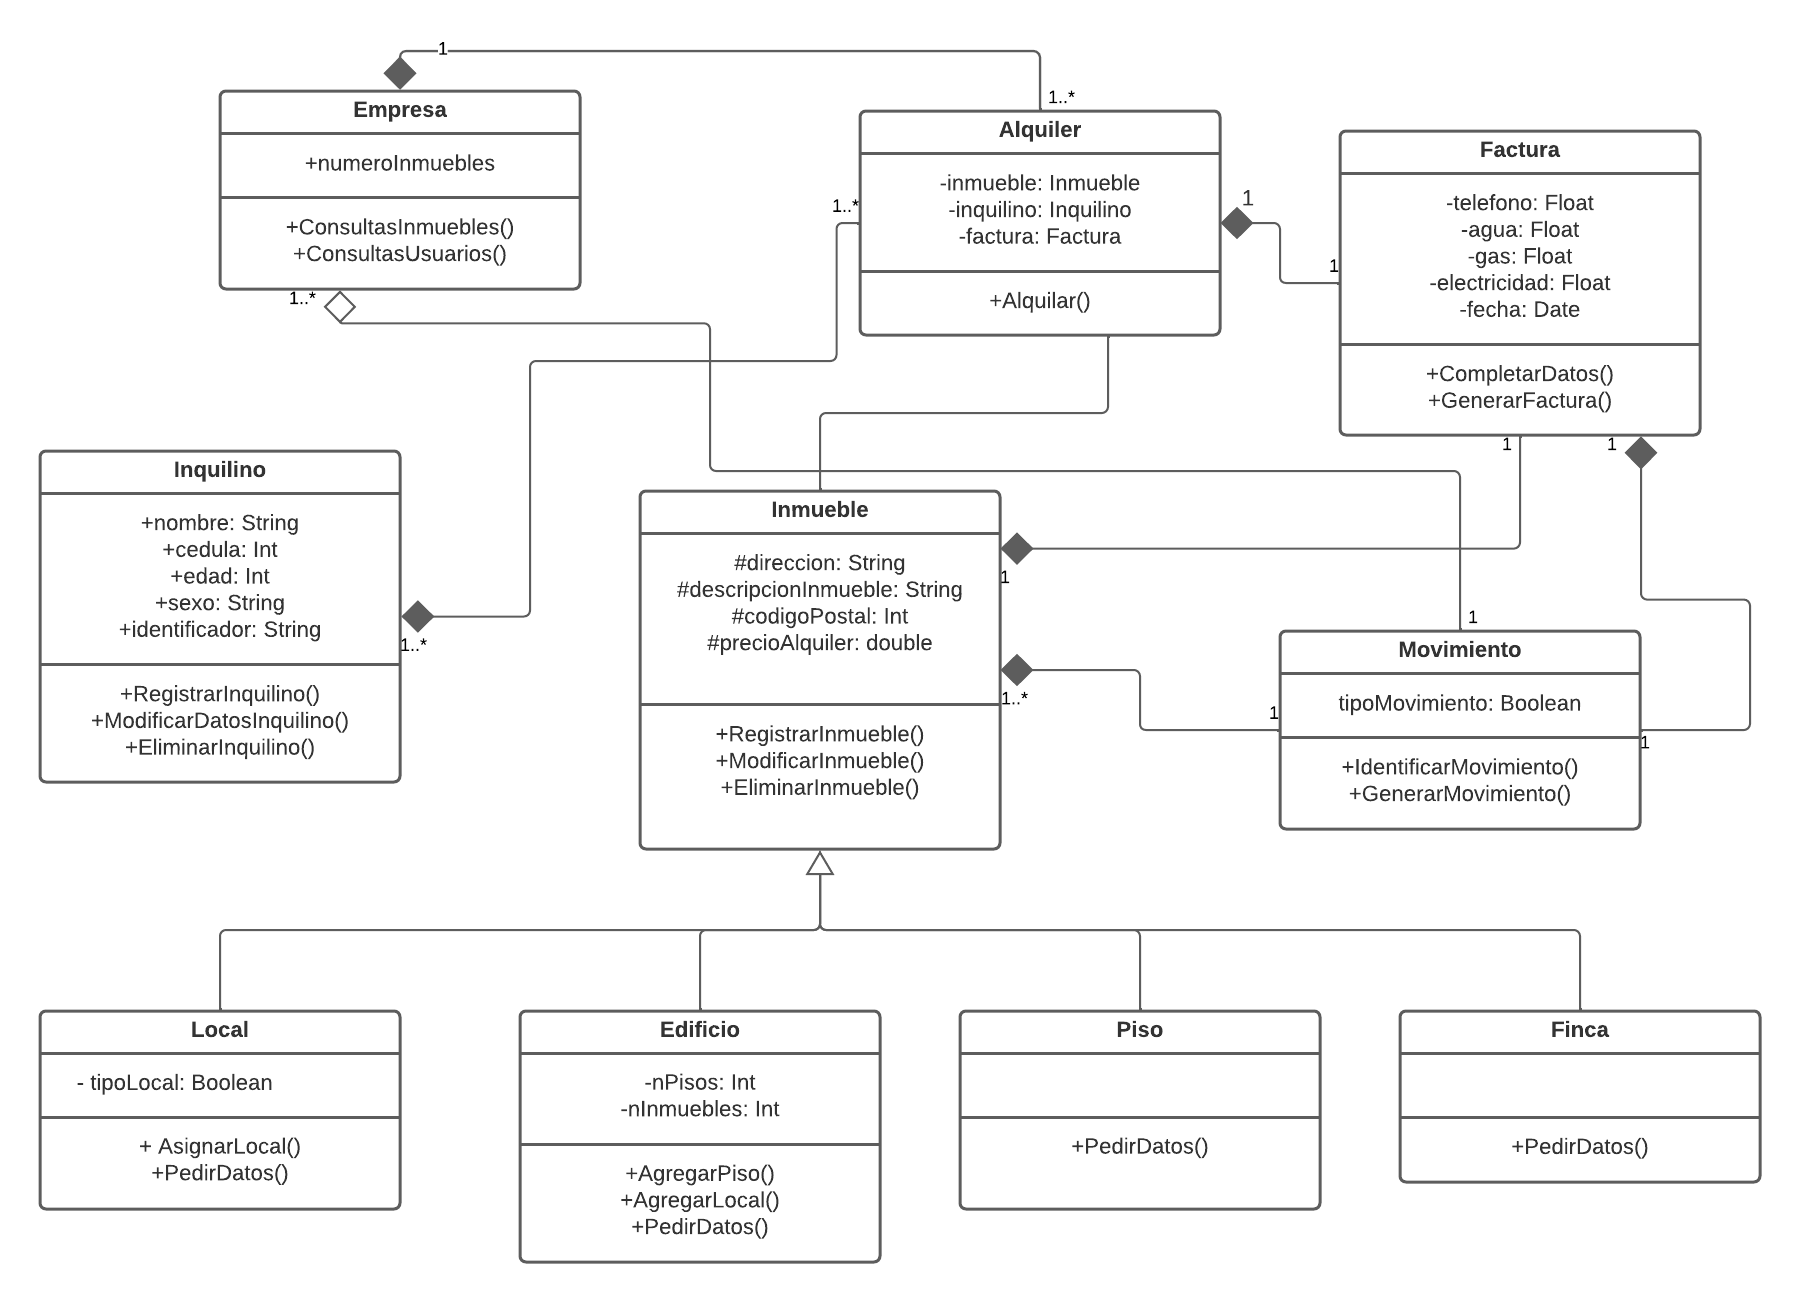 1
Empresa
+numeroInmuebles
+ConsultasInmuebles()
+ConsultasUsuarios()
1..*
1..*
Alquiler
-inmueble: Inmueble
-inquilino: Inquilino
-factura: Factura
+Alquilar()
1..*
1
1
Factura
-telefono: Float
-agua: Float
-gas: Float
-electricidad: Float
-fecha: Date
+CompletarDatos()
+GenerarFactura()
1
1
Inquilino
+nombre: String
+cedula: Int
+edad: Int
+sexo: String
+identificador: String
+RegistrarInquilino()
+ModificarDatosInquilino()
+EliminarInquilino()
1..*
Inmueble
#direccion: String
#descripcionInmueble: String
#codigoPostal: Int
#precioAlquiler: double
+RegistrarInmueble()
+ModificarInmueble()
+EliminarInmueble()
1
1..*
1
1
Movimiento
tipoMovimiento: Boolean
+IdentificarMovimiento()
+GenerarMovimiento()
1
Local
- tipoLocal: Boolean
+ AsignarLocal()
+PedirDatos()
Edificio
-nPisos: Int
-nInmuebles: Int
+AgregarPiso()
+AgregarLocal()
+PedirDatos()
Piso
+PedirDatos()
Finca
+PedirDatos()